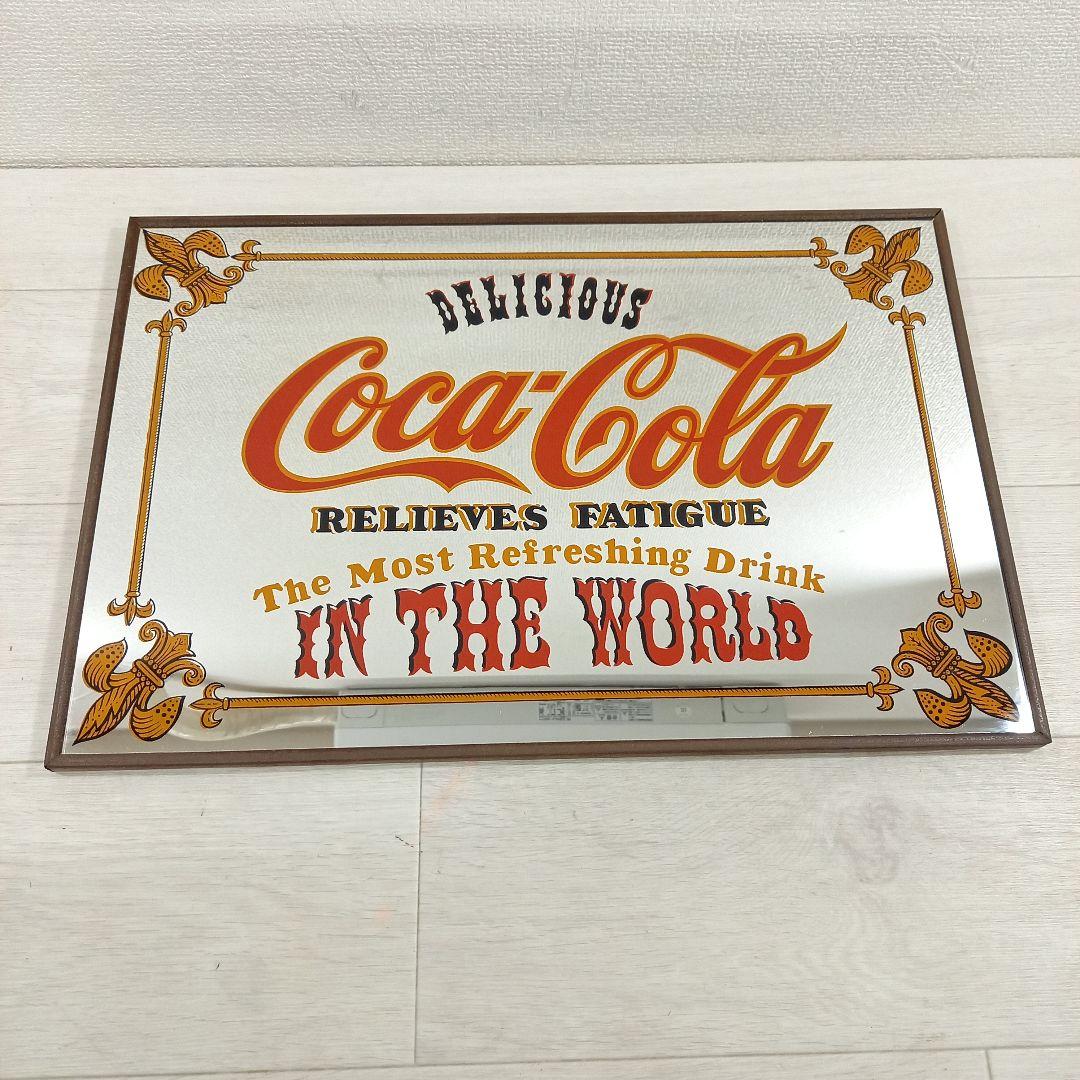 DELICIOUS
Coca-Cola
RELIEVES FATIGUE
The Most Refreshing Drink
IN THE WORLD